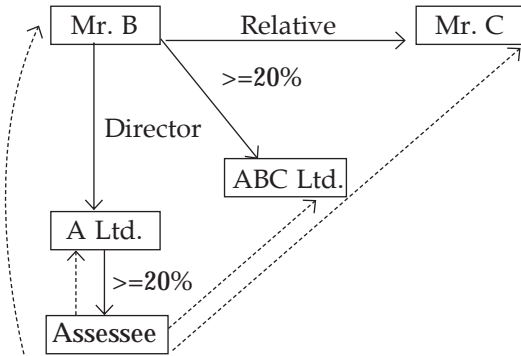 Mr. B
Relative
Mr. C
>=20%
Director
ABC Ltd.
A Ltd.
>=20%
Assessee